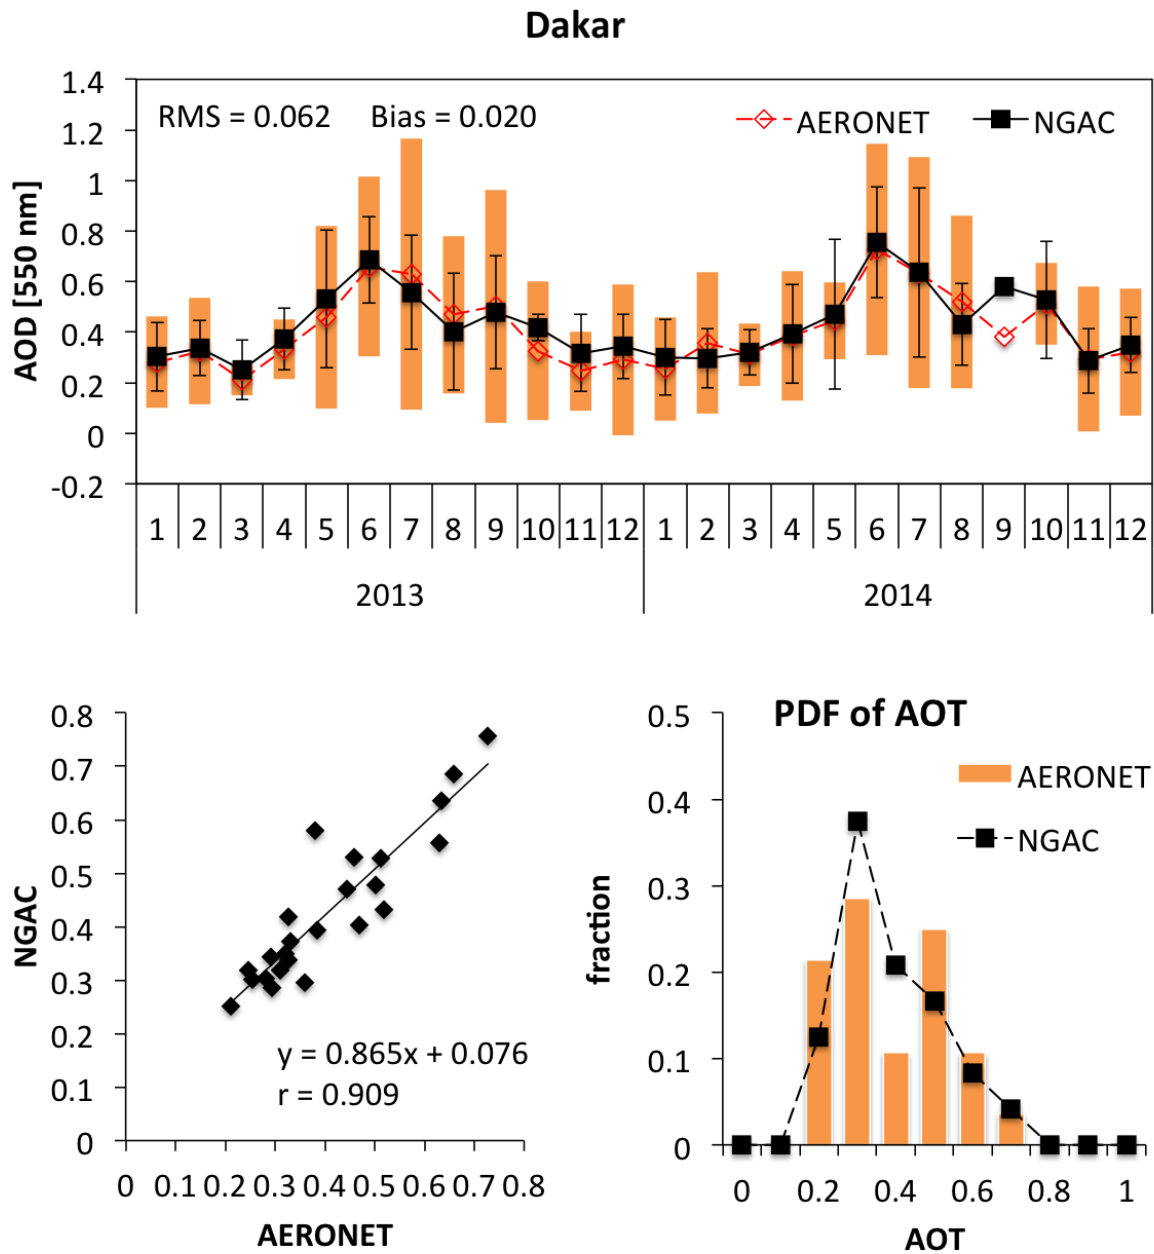 Dakar
1.4
1.2
1
0.8
0.6
0.4
0.2
0
-0.2
AOD [550 nm]
RMS = 0.062 Bias = 0.020
AERONET NGAC
1 2 3 4 5 6 7 8 9 10 11 12 1 2 3 4 5 6 7 8 9 10 11 12
2013 2014
0.8
0.7
0.6
0.5
0.4
0.3
0.2
0.1
0
NGAC
y = 0.865x + 0.076
r = 0.909
0 0.1 0.2 0.3 0.4 0.5 0.6 0.7 0.8
AERONET
PDF of AOT
0.5
0.4
0.3
0.2
0.1
0
fraction
AERONET
NGAC
0 0.2 0.4 0.6 0.8 1
AOT